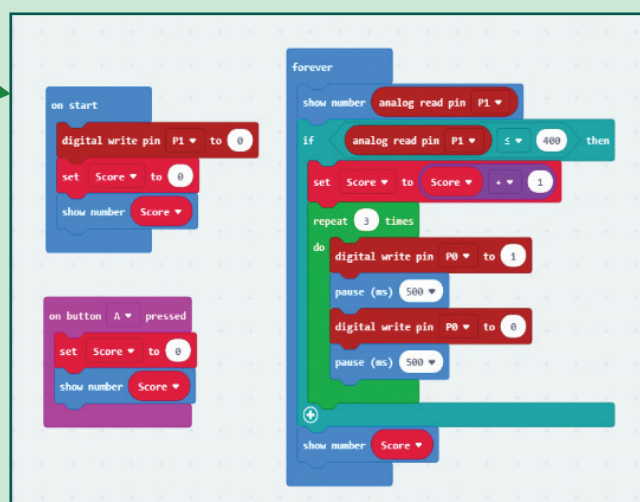 on start
digital write pin P1 to 0
set Score to 0
show number Score
on button A pressed
set Score to 0
show number Score
forever
show number analog read pin P1
if analog read pin P1 ≤ 400 then
set Score to Score + 1
repeat 3 times
do digital write pin P0 to 1
pause (ms) 500
digital write pin P0 to 0
pause (ms) 500
show number Score